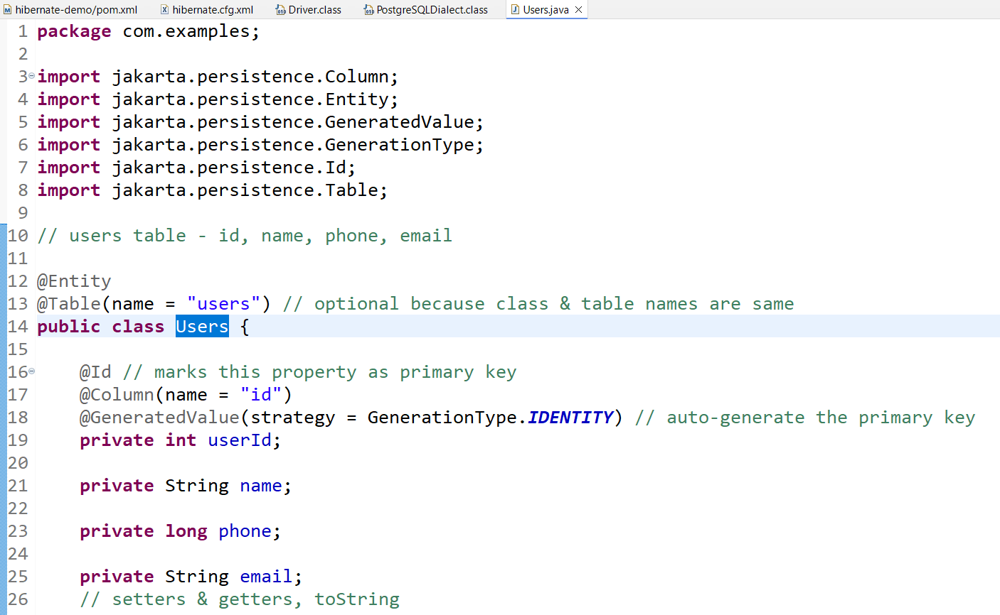 hibernate-demo/pom.xml hibernate.cfg.xml Driver.class PostgreSQLDialect.class Users.java
1 package com.examples;
2
3 import jakarta.persistence.Column;
4 import jakarta.persistence.Entity;
5 import jakarta.persistence.GeneratedValue;
6 import jakarta.persistence.GenerationType;
7 import jakarta.persistence.Id;
8 import jakarta.persistence.Table;
9
10 // users table - id, name, phone, email
11
12 @Entity
13 @Table(name = "users") // optional because class & table names are same
14 public class Users {
15
16 @Id // marks this property as primary key
17 @Column(name = "id")
18 @GeneratedValue(strategy = GenerationType.IDENTITY) // auto-generate the primary key
19 private int userId;
20
21 private String name;
22
23 private long phone;
24
25 private String email;
26 // setters & getters, toString